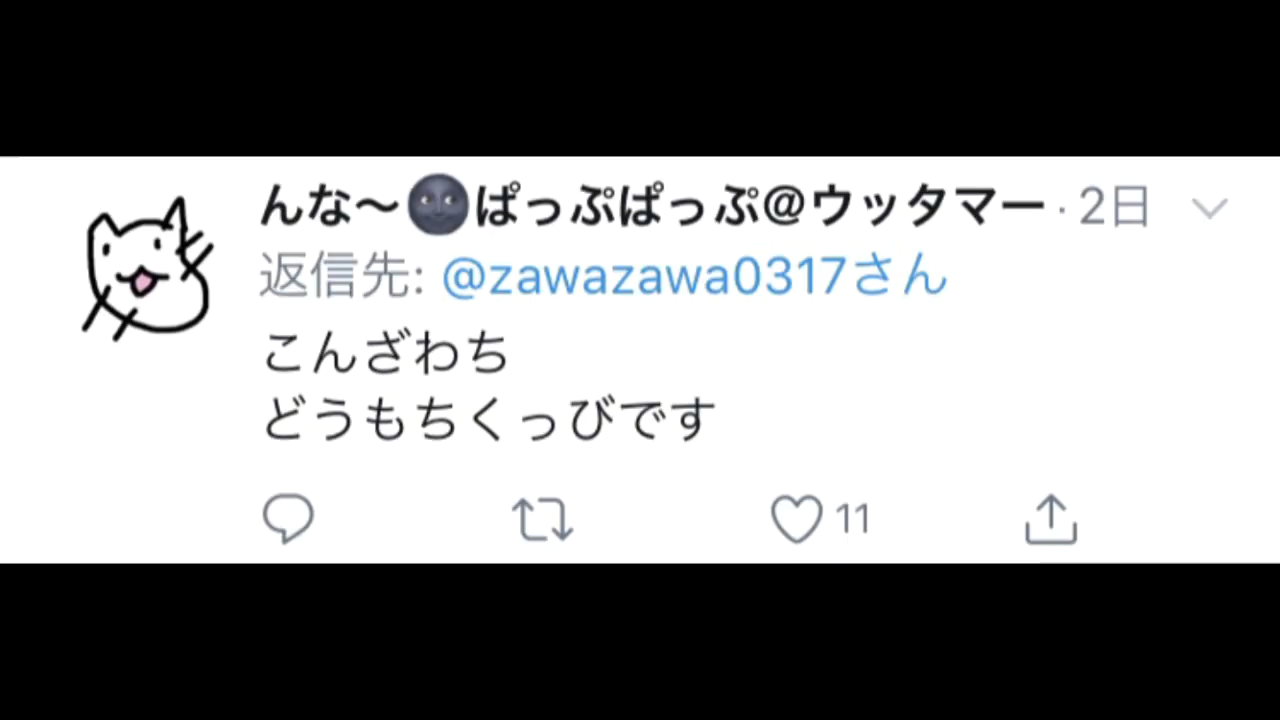 んな〜🌚ぱっぷぱっぷ@ウッタマー · 2日
返信先: @zawazawa0317さん
こんざわち
どうもちくっびです
11